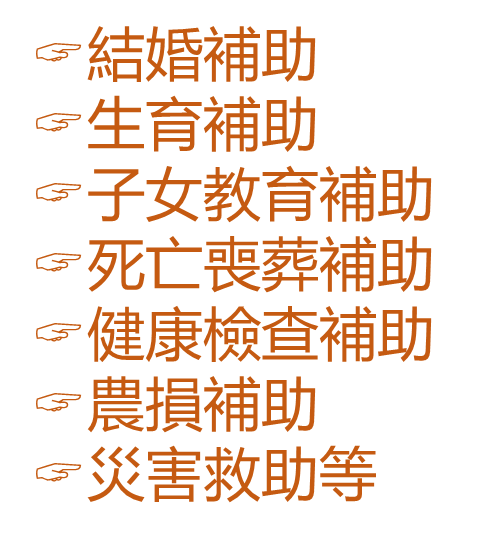 ☞結婚補助
☞生育補助
☞子女教育補助
☞死亡喪葬補助
☞健康檢查補助
☞農損補助
☞災害救助等